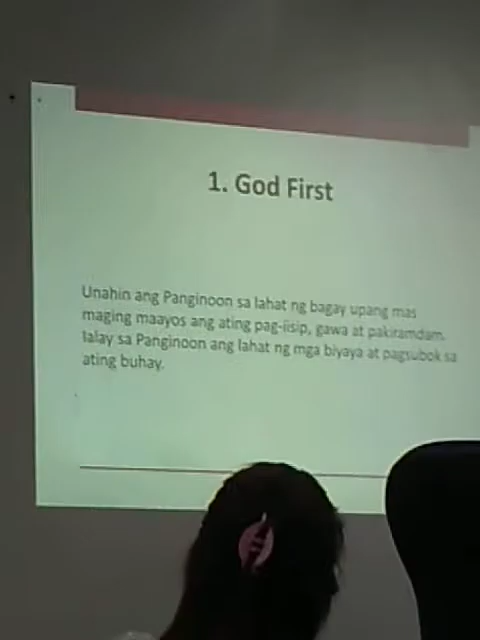 1. God First
Unahin ang Panginoon sa lahat ng bagay upang mas
maging maayos ang ating pag-iisip, gawa at pakiramdam.
Ialay sa Panginoon ang lahat ng mga biyaya at pagsubok sa
ating buhay.